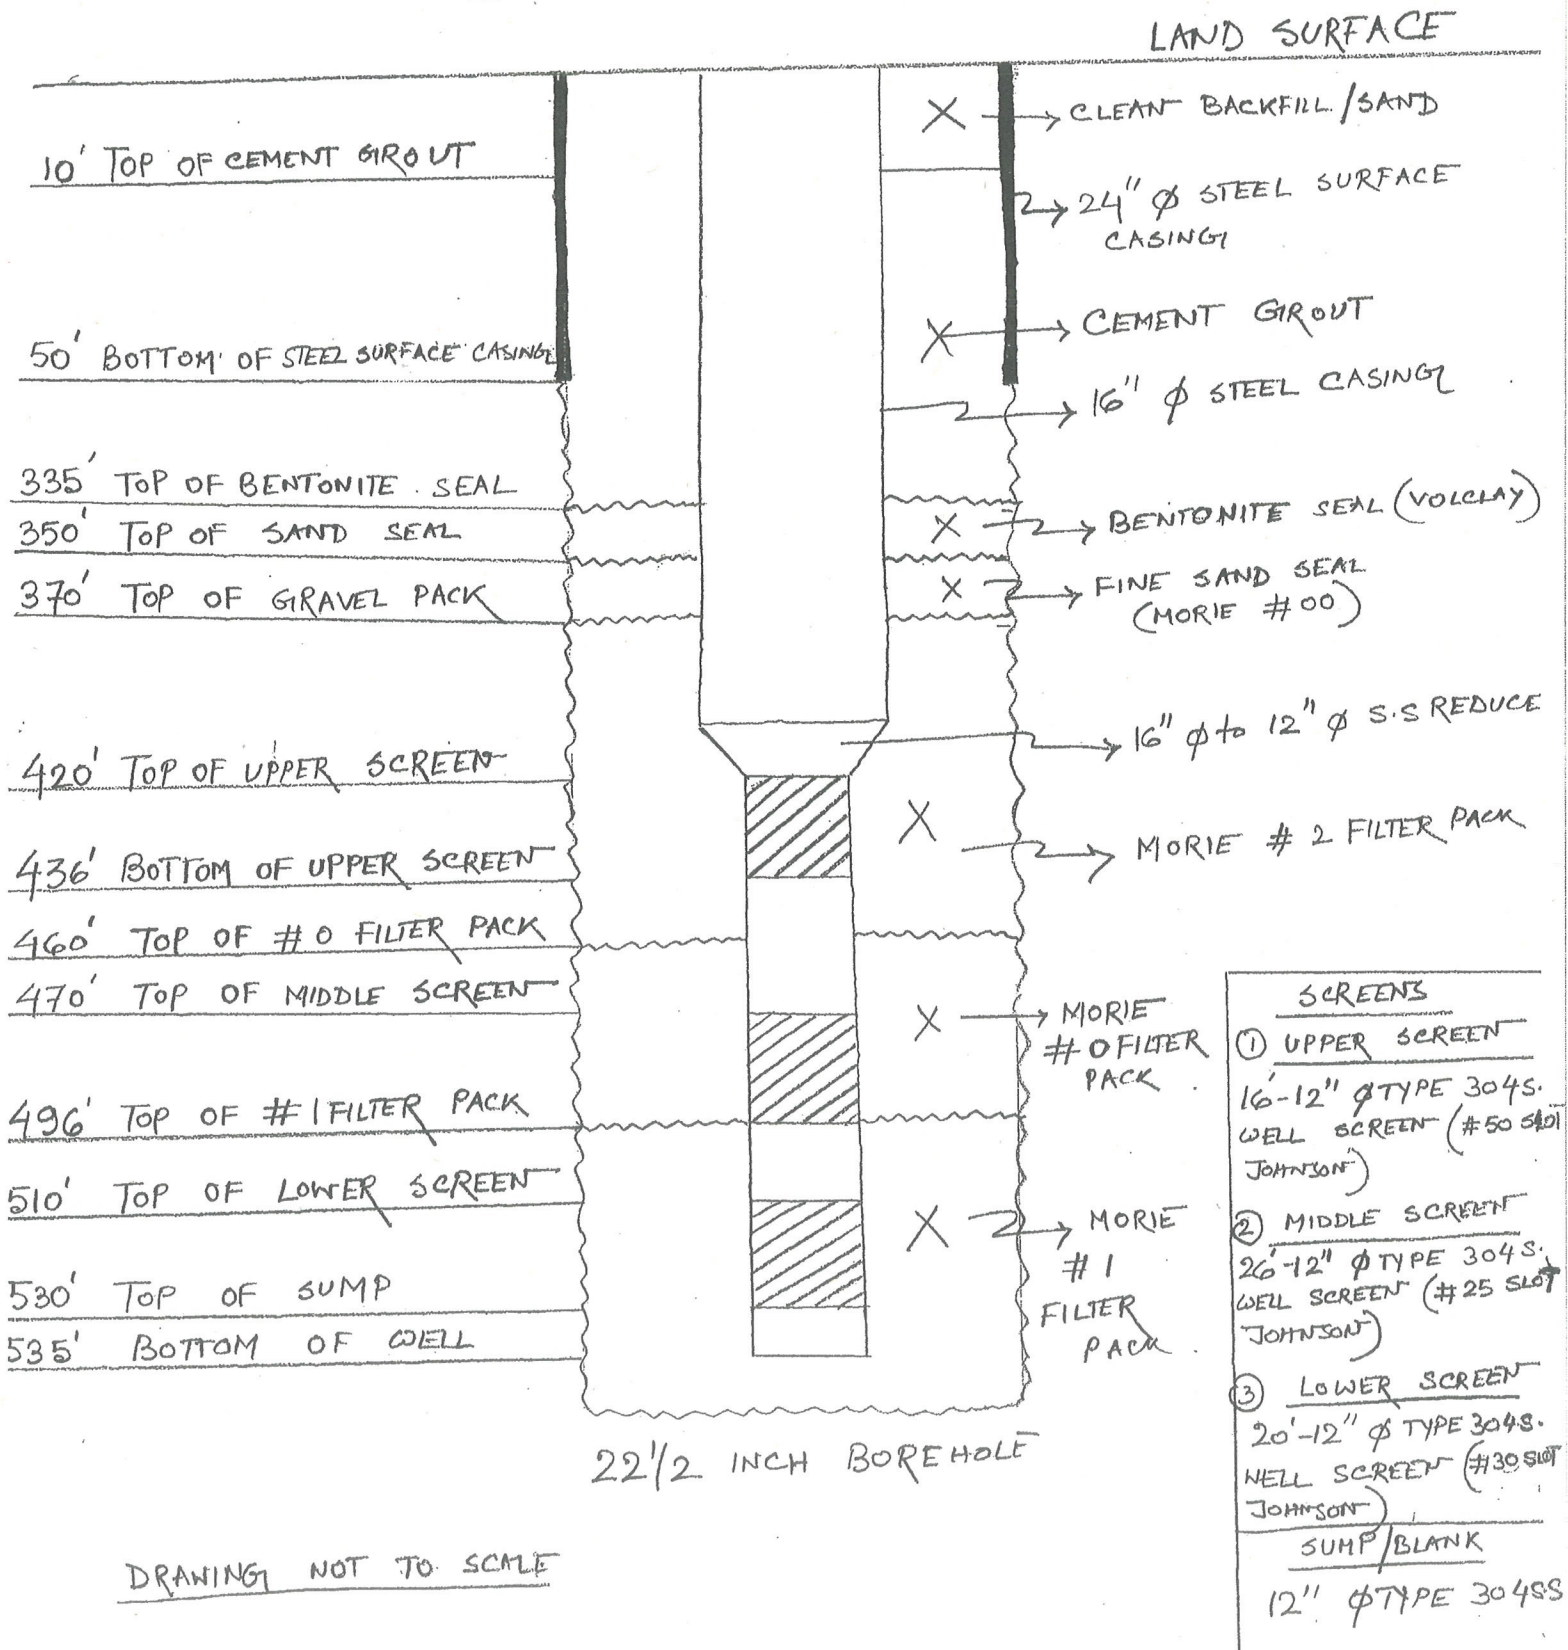 LAND SURFACE
CLEAN BACKFILL/SAND
10' TOP OF CEMENT GROUT
24" ϕ STEEL SURFACE
CASING
CEMENT GROUT
50' BOTTOM OF STEEL SURFACE CASING
16" ϕ STEEL CASING
335' TOP OF BENTONITE SEAL
BENTONITE SEAL (VOLCLAY)
350' TOP OF SAND SEAL
FINE SAND SEAL
(MORIE #00)
370' TOP OF GRAVEL PACK
16" ϕ to 12" ϕ S.S REDUCE
420' TOP OF UPPER SCREEN
MORIE # 2 FILTER PACK
436' BOTTOM OF UPPER SCREEN
460' TOP OF # 0 FILTER PACK
470' TOP OF MIDDLE SCREEN
MORIE
# 0 FILTER
PACK
496' TOP OF # 1 FILTER PACK
510' TOP OF LOWER SCREEN
MORIE
# 1
FILTER
PACK
530' TOP OF SUMP
535' BOTTOM OF WELL
22 1/2 INCH BOREHOLE
DRAWING NOT TO SCALE
SCREENS
① UPPER SCREEN
16'-12" ϕ TYPE 304S.
WELL SCREEN (#50 SLOT
JOHNSON)
② MIDDLE SCREEN
26'-12" ϕ TYPE 304S.
WELL SCREEN (#25 SLOT
JOHNSON)
③ LOWER SCREEN
20'-12" ϕ TYPE 304S.
WELL SCREEN (#30 SLOT
JOHNSON)
SUMP/BLANK
12" ϕ TYPE 304SS